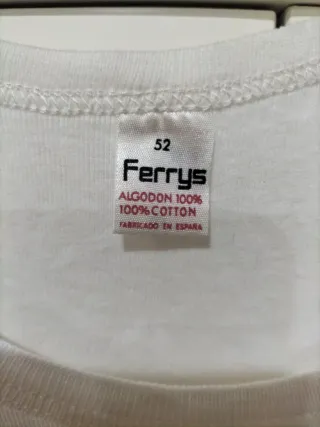 52
Ferrys
ALGODON 100%
100% COTTON
FABRICADO EN ESPAÑA